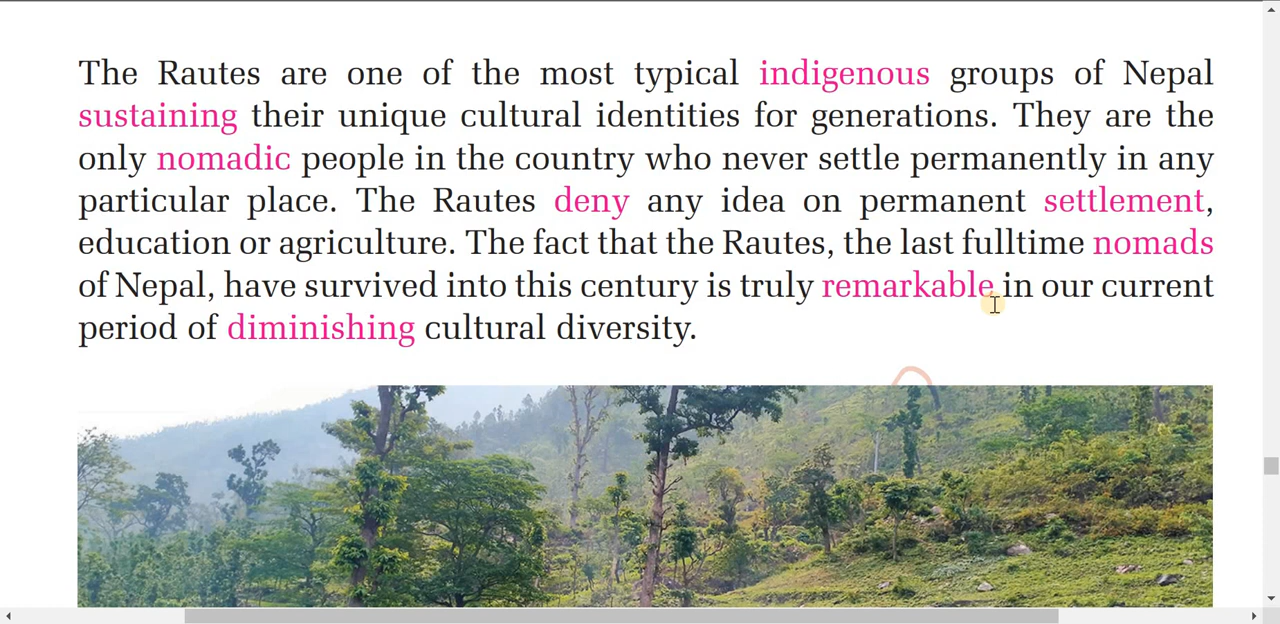 The Rautes are one of the most typical indigenous groups of Nepal
sustaining their unique cultural identities for generations. They are the
only nomadic people in the country who never settle permanently in any
particular place. The Rautes deny any idea on permanent settlement,
education or agriculture. The fact that the Rautes, the last fulltime nomads
of Nepal, have survived into this century is truly remarkable in our current
period of diminishing cultural diversity.